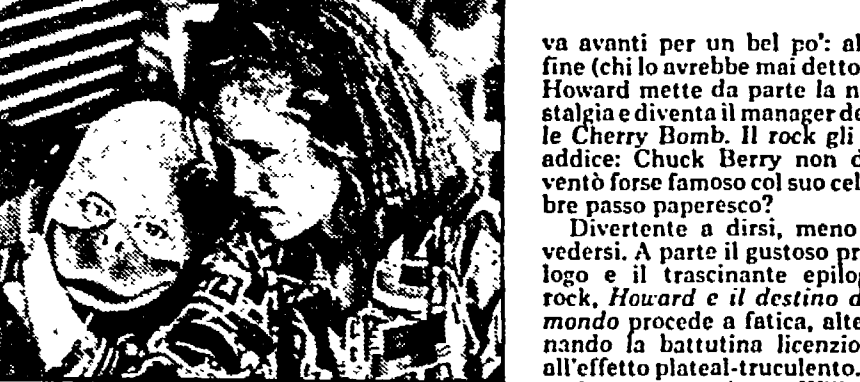 va avanti per un bel po': al
fine (chi lo avrebbe mai detto
Howard mette da parte la n
stalgia e diventa il manager de
le Cherry Bomb. Il rock gli
addice: Chuck Berry non d
ventò forse famoso col suo cel
bre passo paperesco?
Divertente a dirsi, meno
vedersi. A parte il gustoso pr
logo e il trascinante epilog
rock, Howard e il destino d
mondo procede a fatica, alte
nando la battutina licenzio
all'effetto plateal-truculento.